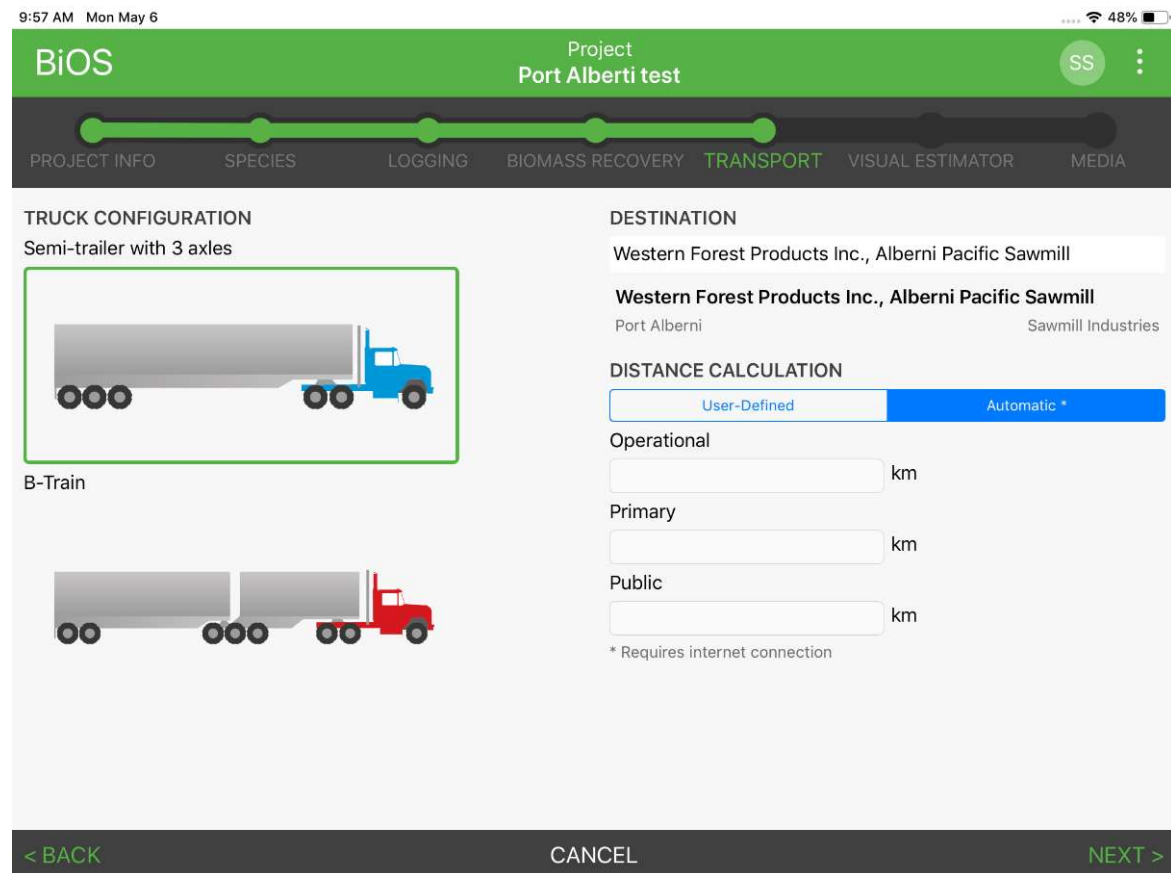 9:57 AM Mon May 6
48%
BiOS
Project
Port Alberti test
SS
PROJECT INFO
SPECIES
LOGGING
BIOMASS RECOVERY
TRANSPORT
VISUAL ESTIMATOR
MEDIA
TRUCK CONFIGURATION
Semi-trailer with 3 axles
B-Train
DESTINATION
Western Forest Products Inc., Alberni Pacific Sawmill
Western Forest Products Inc., Alberni Pacific Sawmill
Port Alberni
Sawmill Industries
DISTANCE CALCULATION
User-Defined
Automatic *
Operational
km
Primary
km
Public
km
* Requires internet connection
< BACK
CANCEL
NEXT >